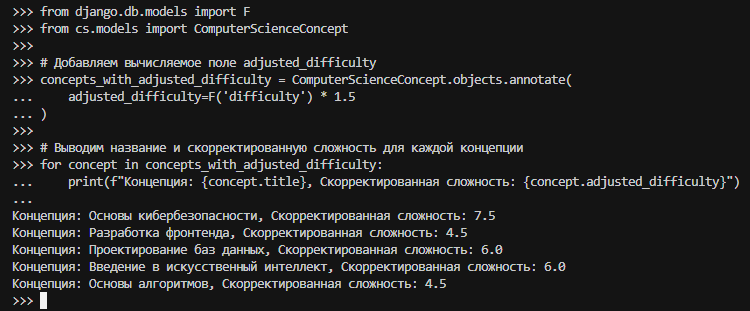 >>> from django.db.models import F
>>> from cs.models import ComputerScienceConcept
>>>
>>> # Добавляем вычисляемое поле adjusted_difficulty
>>> concepts_with_adjusted_difficulty = ComputerScienceConcept.objects.annotate(
...     adjusted_difficulty=F('difficulty') * 1.5
... )
>>>
>>> # Выводим название и скорректированную сложность для каждой концепции
>>> for concept in concepts_with_adjusted_difficulty:
...     print(f"Концепция: {concept.title}, Скорректированная сложность: {concept.adjusted_difficulty}")
...
Концепция: Основы кибербезопасности, Скорректированная сложность: 7.5
Концепция: Разработка фронтенда, Скорректированная сложность: 4.5
Концепция: Проектирование баз данных, Скорректированная сложность: 6.0
Концепция: Введение в искусственный интеллект, Скорректированная сложность: 6.0
Концепция: Основы алгоритмов, Скорректированная сложность: 4.5
>>>